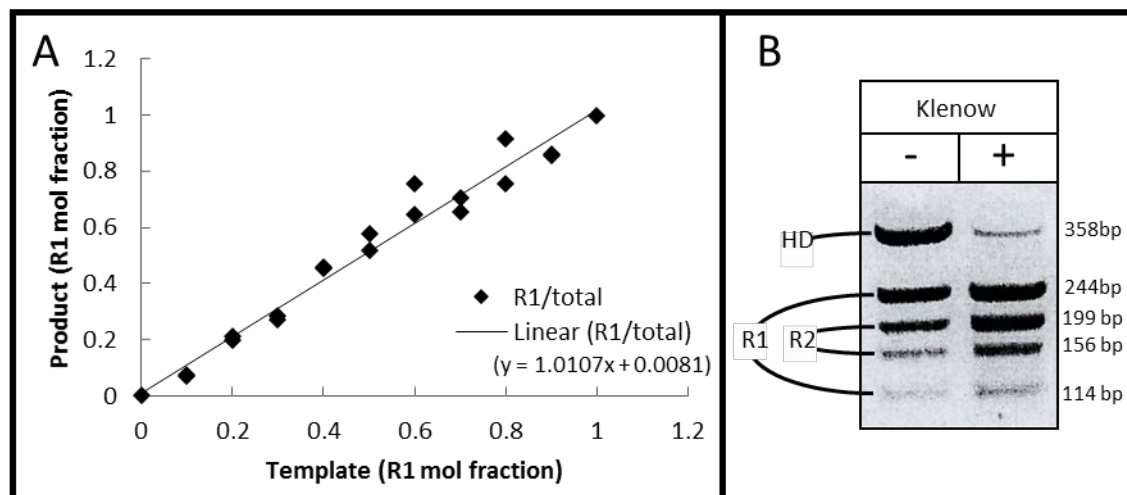 A
Product (R1 mol fraction)
1.2
1
0.8
0.6
0.4
0.2
0
0 0.2 0.4 0.6 0.8 1 1.2
Template (R1 mol fraction)
R1/total
Linear (R1/total)
(y = 1.0107x + 0.0081)
B
Klenow
- +
HD
R1 R2
358bp
244bp
199 bp
156bp
114 bp